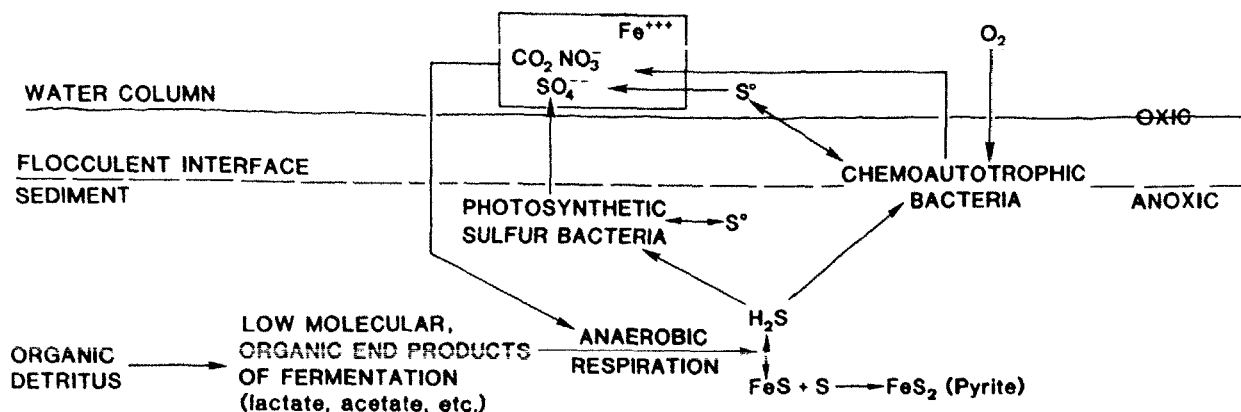 Fe+++
O₂
CO₂ NO₃⁻
SO₄⁻⁻
S°
WATER COLUMN
OXIC
FLOCCULENT INTERFACE
SEDIMENT
CHEMOAUTOTROPHIC
BACTERIA
ANOXIC
PHOTOSYNTHETIC
SULFUR BACTERIA
S°
H₂S
ORGANIC
DETRITUS
LOW MOLECULAR,
ORGANIC END PRODUCTS
OF FERMENTATION
(lactate, acetate, etc.)
ANAEROBIC
RESPIRATION
FeS + S
FeS₂ (Pyrite)